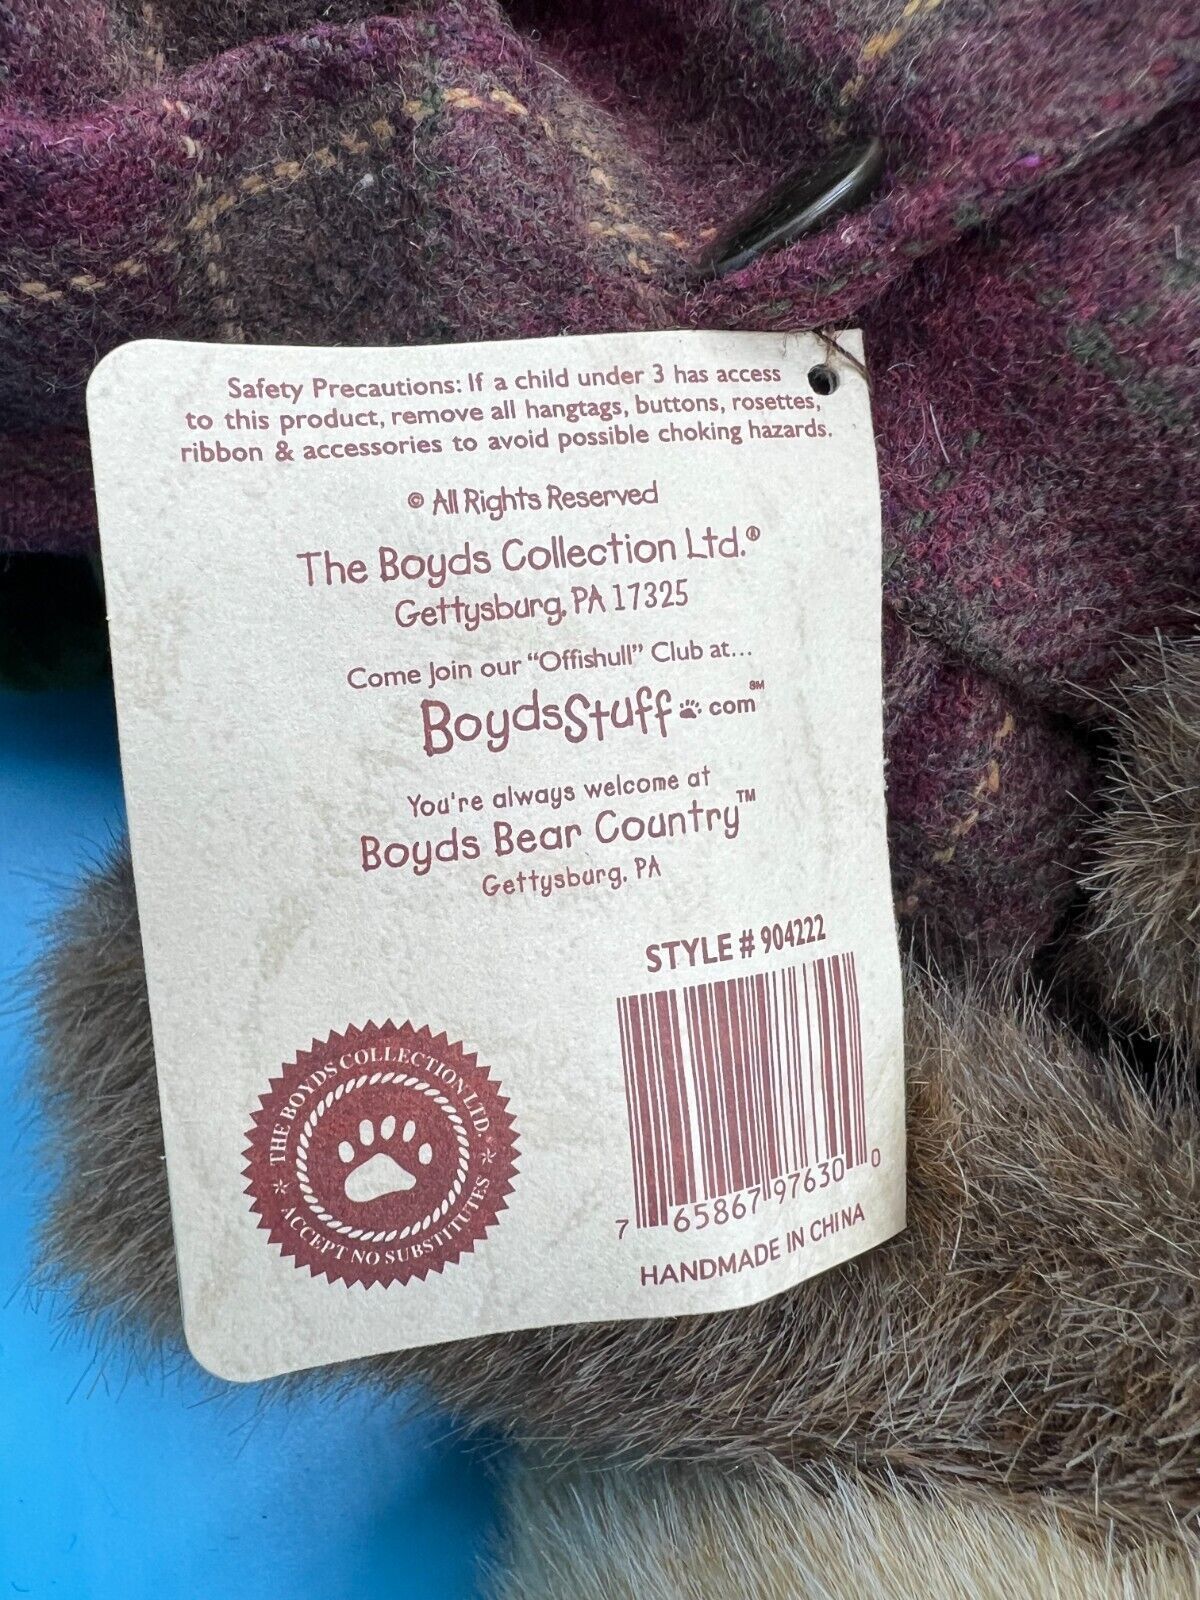 Safety Precautions: If a child under 3 has access
to this product, remove all hangtags, buttons, rosettes,
ribbon & accessories to avoid possible choking hazards.
© All Rights Reserved
The Boyds Collection Ltd.®
Gettysburg, PA 17325
Come Join our "Offishull" Club at...
BoydsStuff com℠
You're always welcome at
Boyds Bear Country™
Gettysburg, PA
STYLE # 904222
7 65867 97630 0
HANDMADE IN CHINA
THE BOYDS COLLECTION LTD.
ACCEPT NO SUBSTITUTES